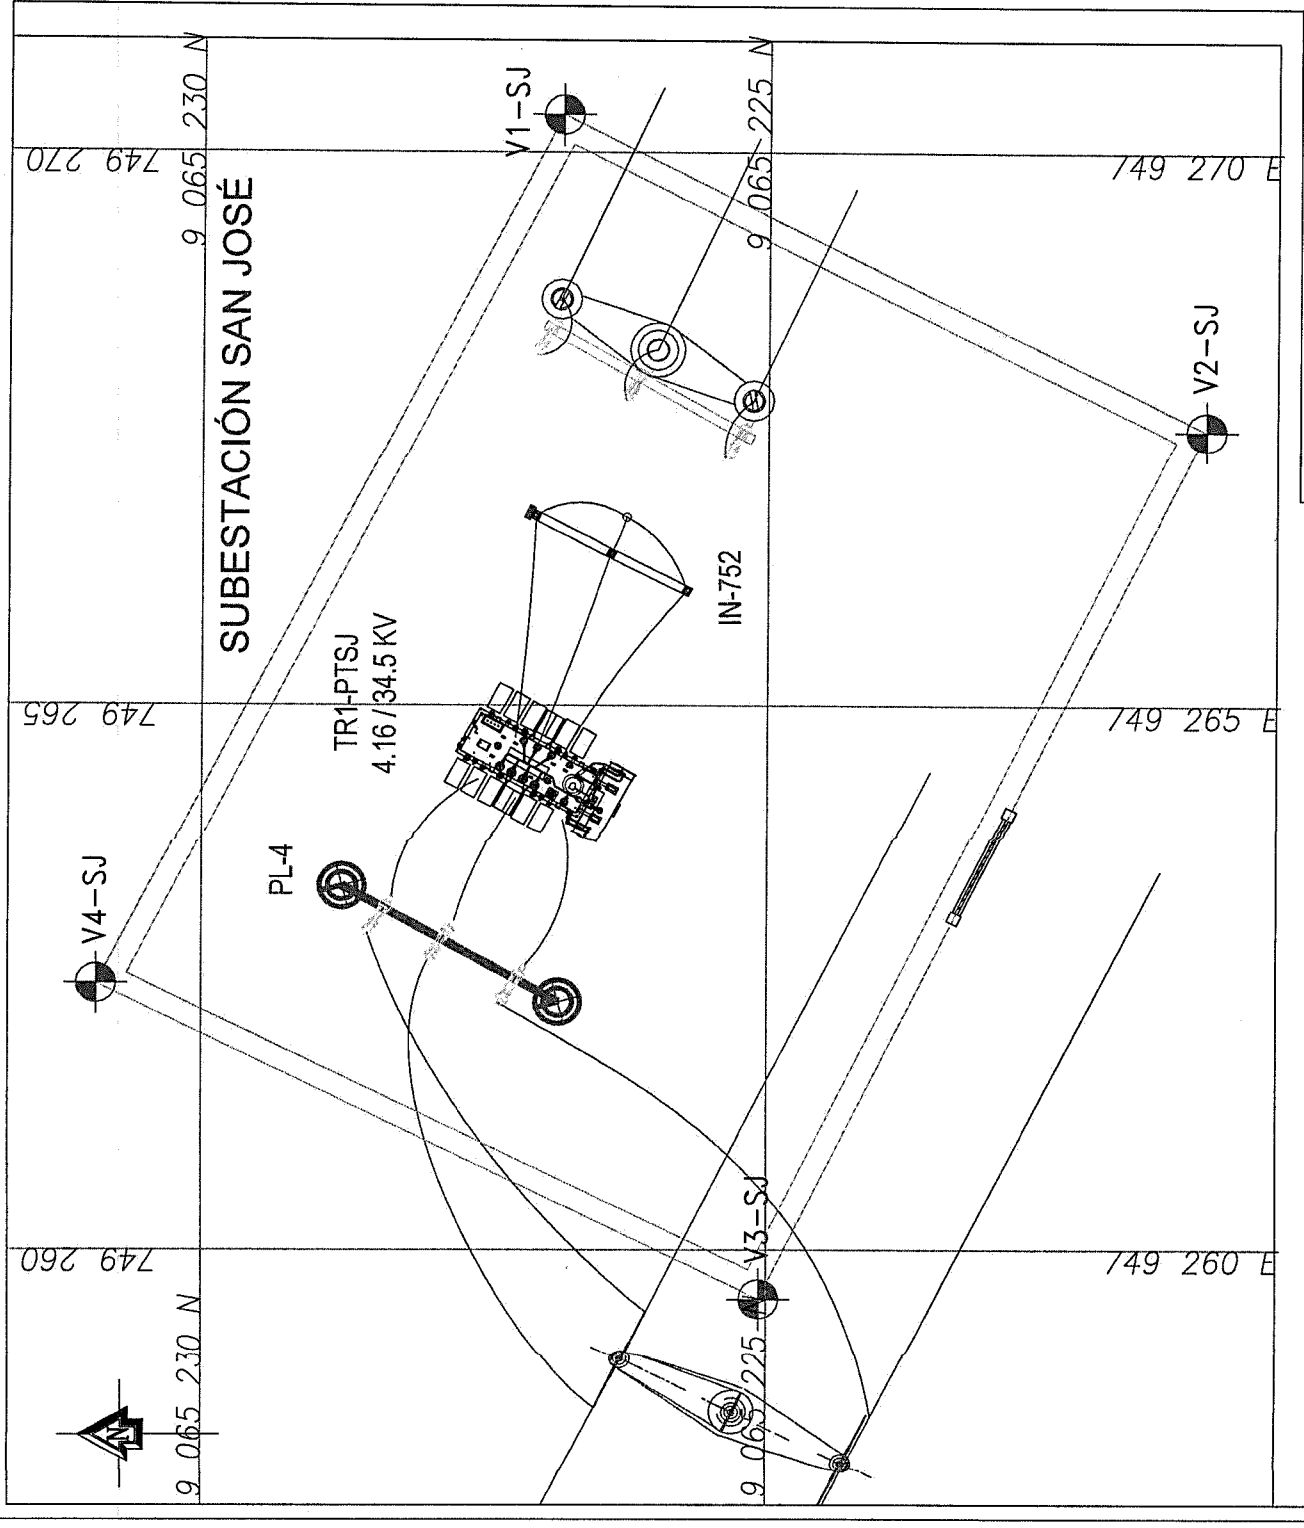 SUBESTACIÓN SAN JOSÉ
9 065 230 N
9 065 225 N
749 270
749 270 E
V1-SJ
V2-SJ
IN-752
TR1-PTSJ
4.16 / 34.5 KV
749 265
749 265 E
PL-4
V4-SJ
V3-SJ
749 260
749 260 E
9 065 230 N
9 065 225 N
N